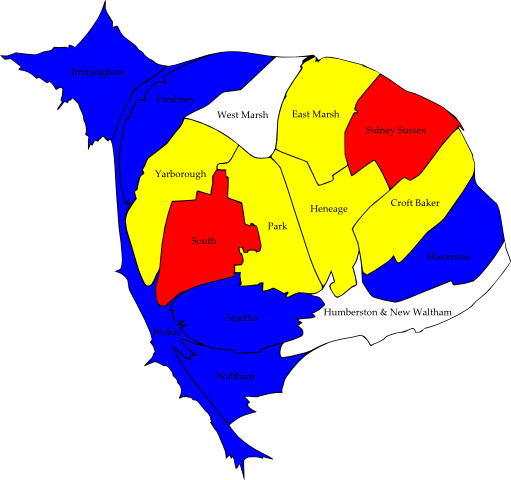 Immingham
Freshney
West Marsh
East Marsh
Sidney Sussex
Yarborough
Croft Baker
Heneage
Park
South
Haverstoe
Scartho
Humberston & New Waltham
Wolds
Waltham